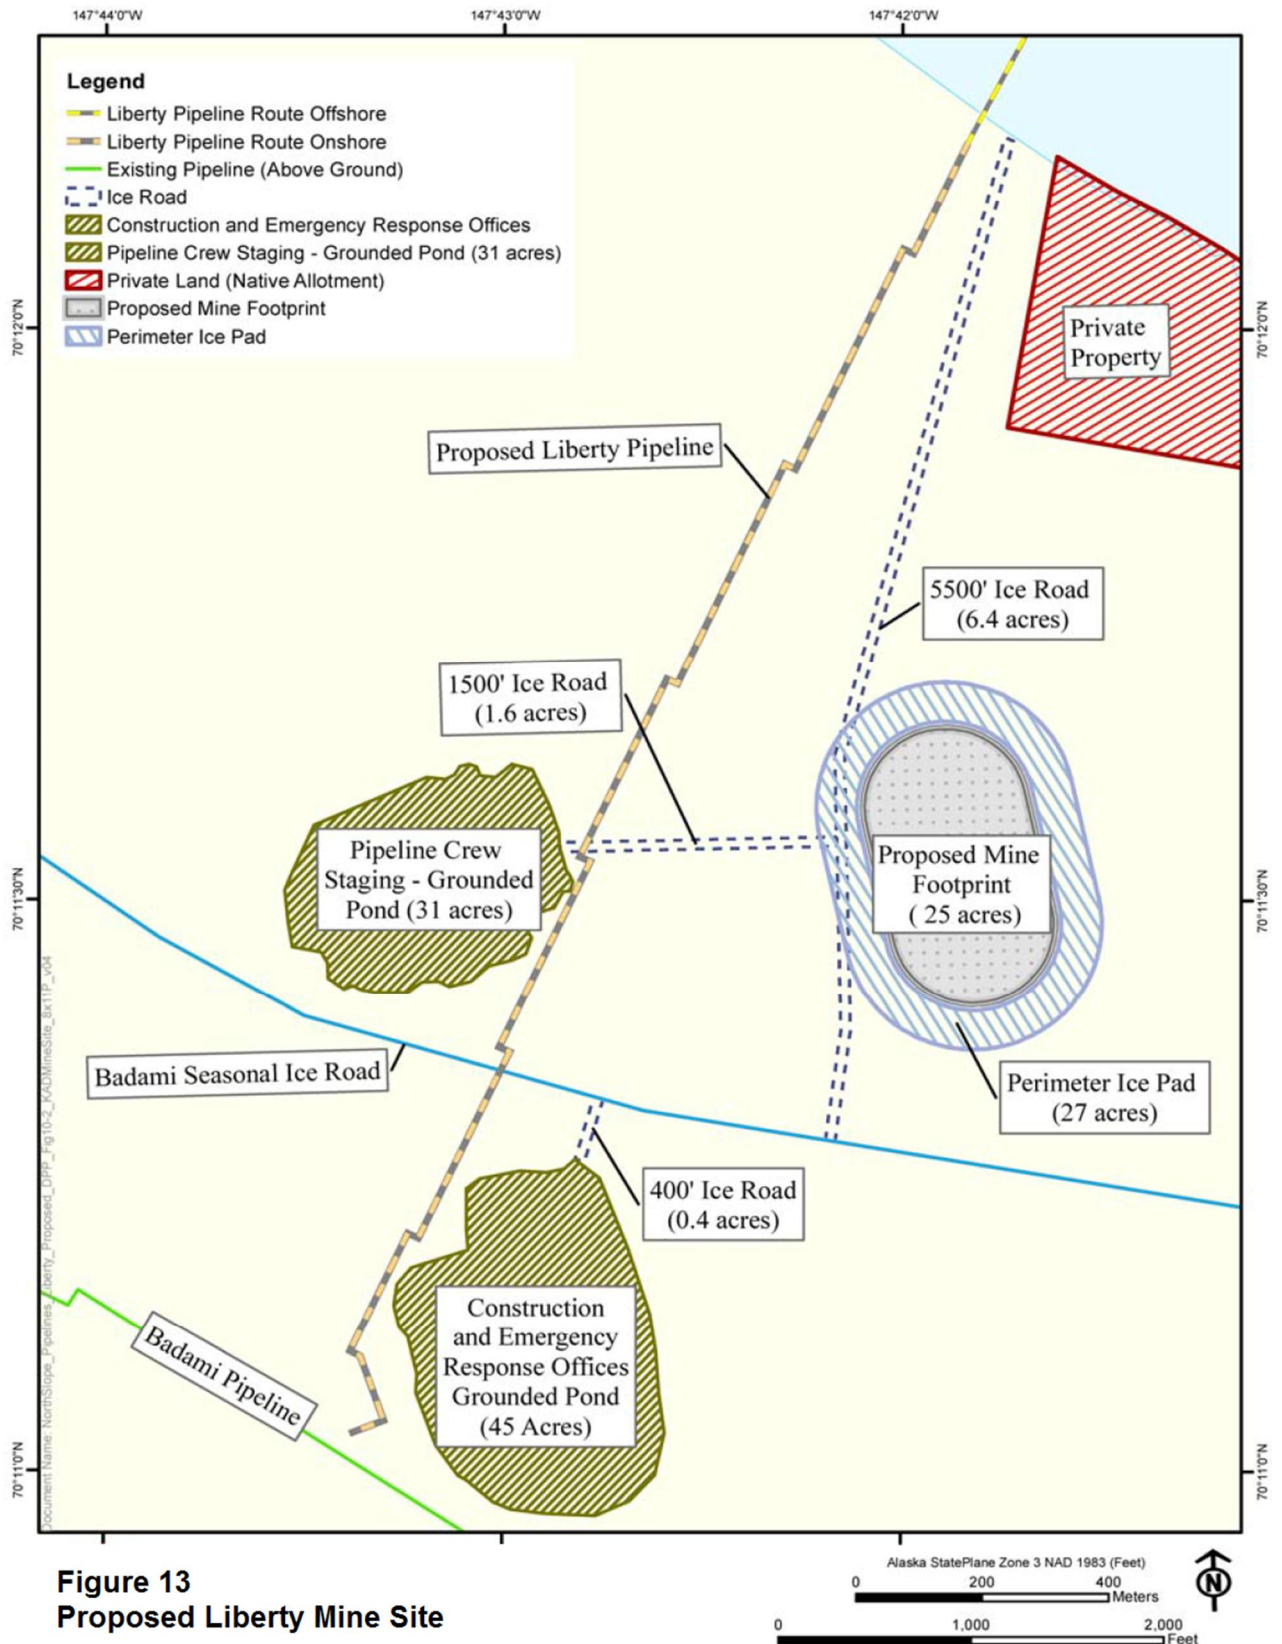 147°44'0"W
147°43'0"W
147°42'0"W
Legend
Liberty Pipeline Route Offshore
Liberty Pipeline Route Onshore
Existing Pipeline (Above Ground)
Ice Road
Construction and Emergency Response Offices
Pipeline Crew Staging - Grounded Pond (31 acres)
Private Land (Native Allotment)
Proposed Mine Footprint
Perimeter Ice Pad
70°12'0"N
70°12'0"N
Private
Property
Proposed Liberty Pipeline
5500' Ice Road
(6.4 acres)
1500' Ice Road
(1.6 acres)
Pipeline Crew
Staging - Grounded
Pond (31 acres)
Proposed Mine
Footprint
( 25 acres)
70°11'30"N
70°11'30"N
Badami Seasonal Ice Road
Perimeter Ice Pad
(27 acres)
400' Ice Road
(0.4 acres)
Construction
and Emergency
Response Offices
Grounded Pond
(45 Acres)
Badami Pipeline
70°11'0"N
70°11'0"N
Document Name: NorthSlope_Pipelines_Liberty_Proposed_DPP_Fig10-2_KADMineSite_8x11P_v04
Figure 13
Proposed Liberty Mine Site
Alaska StatePlane Zone 3 NAD 1983 (Feet)
0 200 400
Meters
0 1,000 2,000
Feet
N